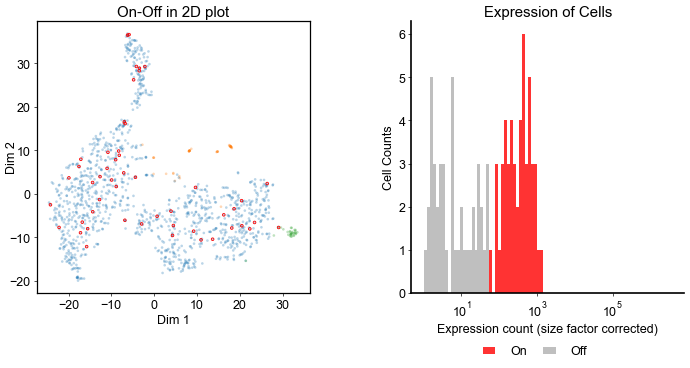 On-Off in 2D plot
Dim 2
30
20
10
0
−10
−20
−20 −10 0 10 20 30
Dim 1
Expression of Cells
Cell Counts
6
5
4
3
2
1
0
10^1 10^3 10^5
Expression count (size factor corrected)
On Off